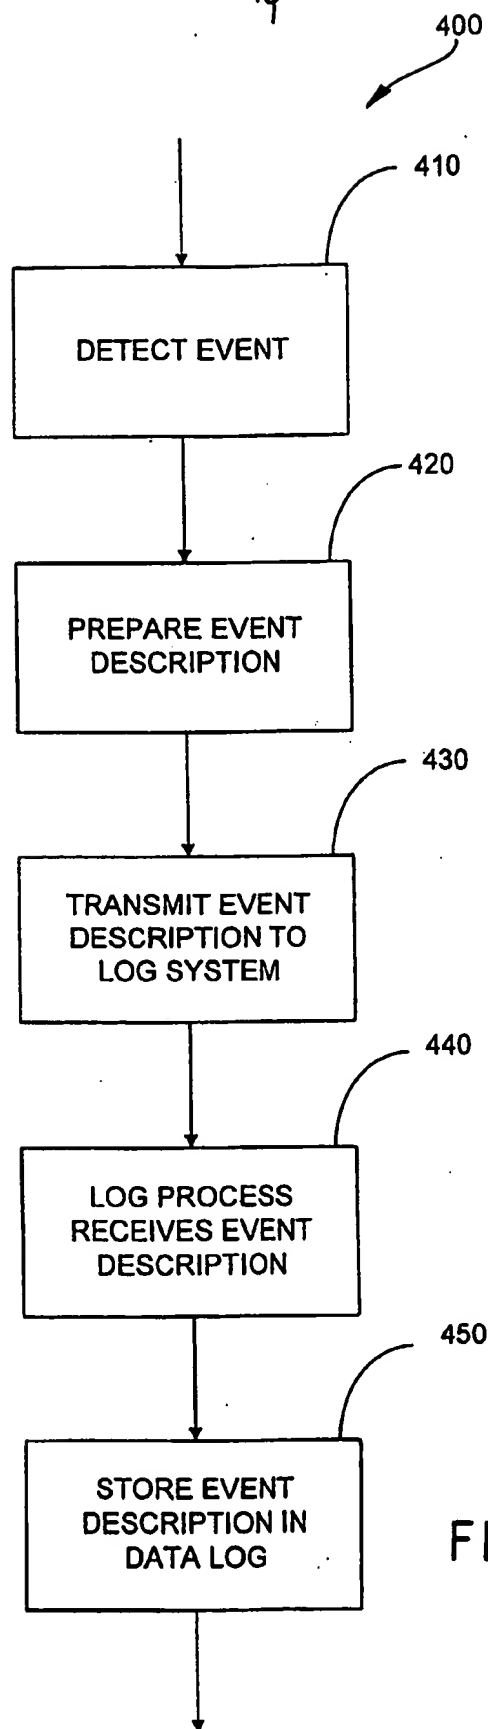 400
410
DETECT EVENT
420
PREPARE EVENT
DESCRIPTION
430
TRANSMIT EVENT
DESCRIPTION TO
LOG SYSTEM
440
LOG PROCESS
RECEIVES EVENT
DESCRIPTION
450
STORE EVENT
DESCRIPTION IN
DATA LOG